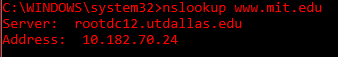 C:\WINDOWS\system32>nslookup www.mit.edu
Server:  rootdc12.utdallas.edu
Address:  10.182.70.24